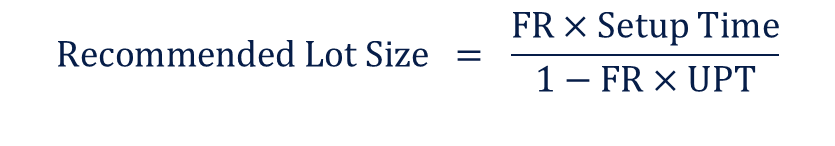 Recommended Lot Size = FR × Setup Time
1 − FR × UPT